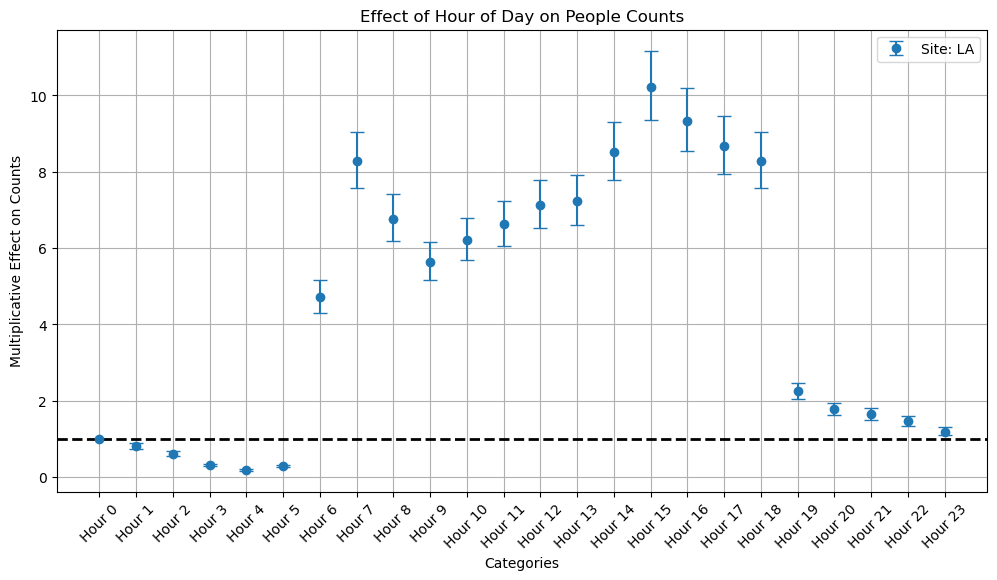 Effect of Hour of Day on People Counts
Site: LA
Multiplicative Effect on Counts
10
8
6
4
2
0
Hour 0
Hour 1
Hour 2
Hour 3
Hour 4
Hour 5
Hour 6
Hour 7
Hour 8
Hour 9
Hour 10
Hour 11
Hour 12
Hour 13
Hour 14
Hour 15
Hour 16
Hour 17
Hour 18
Hour 19
Hour 20
Hour 21
Hour 22
Hour 23
Categories